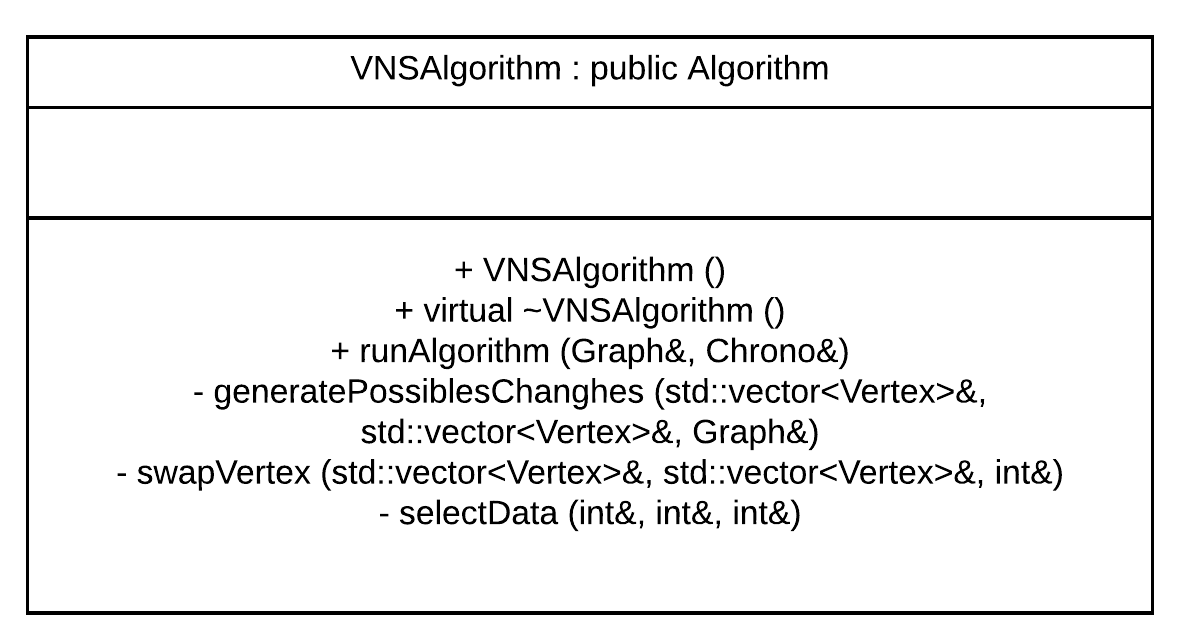 VNSAlgorithm : public Algorithm
+ VNSAlgorithm ()
+ virtual ~VNSAlgorithm ()
+ runAlgorithm (Graph&, Chrono&)
- generatePossiblesChanghes (std::vector<Vertex>&,
std::vector<Vertex>&, Graph&)
- swapVertex (std::vector<Vertex>&, std::vector<Vertex>&, int&)
- selectData (int&, int&, int&)